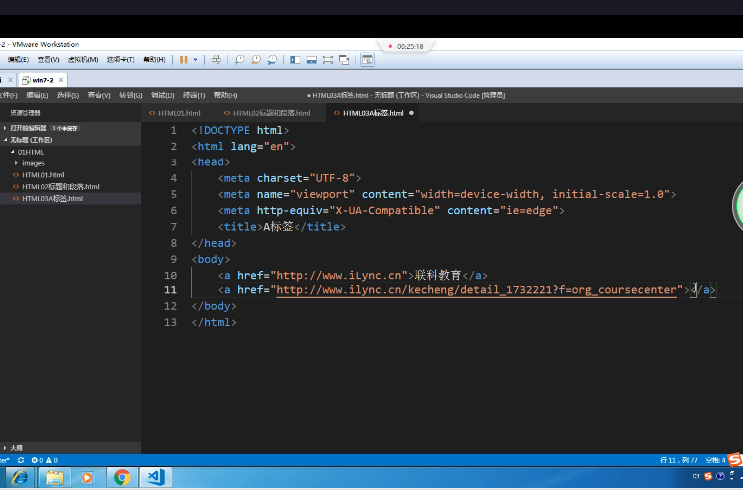 -2 - VMware Workstation
06:25:18
编辑(E) 查看(V) 虚拟机(M) 选项卡(T) 帮助(H)
win7-2
文件(F) 编辑(E) 选择(S) 查看(V) 转到(G) 调试(D) 终端(T) 帮助(H)
● HTML03A标签.html - 无标题 (工作区) - Visual Studio Code [管理员]
资源管理器
HTML01.html
HTML02标题和段落.html
HTML03A标签.html ●
打开的编辑器 1 个未保存
无标题 (工作区)
01HTML
images
HTML01.html
HTML02标题和段落.html
HTML03A标签.html
1 <!DOCTYPE html>
2 <html lang="en">
3 <head>
4 <meta charset="UTF-8">
5 <meta name="viewport" content="width=device-width, initial-scale=1.0">
6 <meta http-equiv="X-UA-Compatible" content="ie=edge">
7 <title>A标签</title>
8 </head>
9 <body>
10 <a href="http://www.iLync.cn">联科教育</a>
11 <a href="http://www.ilync.cn/kecheng/detail_1732221?f=org_coursecenter"></a>
12 </body>
13 </html>
大纲
0 0
行 11，列 77 空格: 4